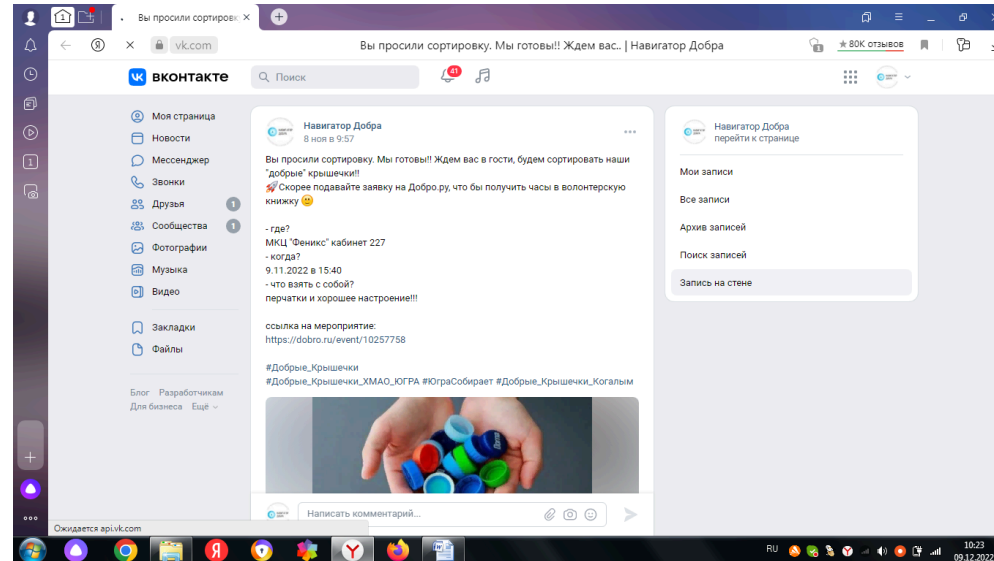 Вы просили сортировк
vk.com
Вы просили сортировку. Мы готовы!! Ждем вас.. | Навигатор Добра
★ 80K отзывов
вконтакте
Поиск
41
Моя страница
Новости
Мессенджер
Звонки
Друзья 1
Сообщества 1
Фотографии
Музыка
Видео
Закладки
Файлы
Блог Разработчикам
Для бизнеса Ещё
Навигатор Добра
8 ноя в 9:57
Вы просили сортировку. Мы готовы!! Ждем вас в гости, будем сортировать наши
"добрые" крышечки!!
🚀Скорее подавайте заявку на Добро.ру, что бы получить часы в волонтерскую
книжку 🙂
- где?
МКЦ "Феникс" кабинет 227
- когда?
9.11.2022 в 15:40
- что взять с собой?
перчатки и хорошее настроение!!!
ссылка на мероприятие:
https://dobro.ru/event/10257758
#Добрые_Крышечки
#Добрые_Крышечки_ХМАО_ЮГРА #ЮграСобирает #Добрые_Крышечки_Когалым
Написать комментарий...
Навигатор Добра
перейти к странице
Мои записи
Все записи
Архив записей
Поиск записей
Запись на стене
Ожидается api.vk.com
RU
10:23
09.12.2022